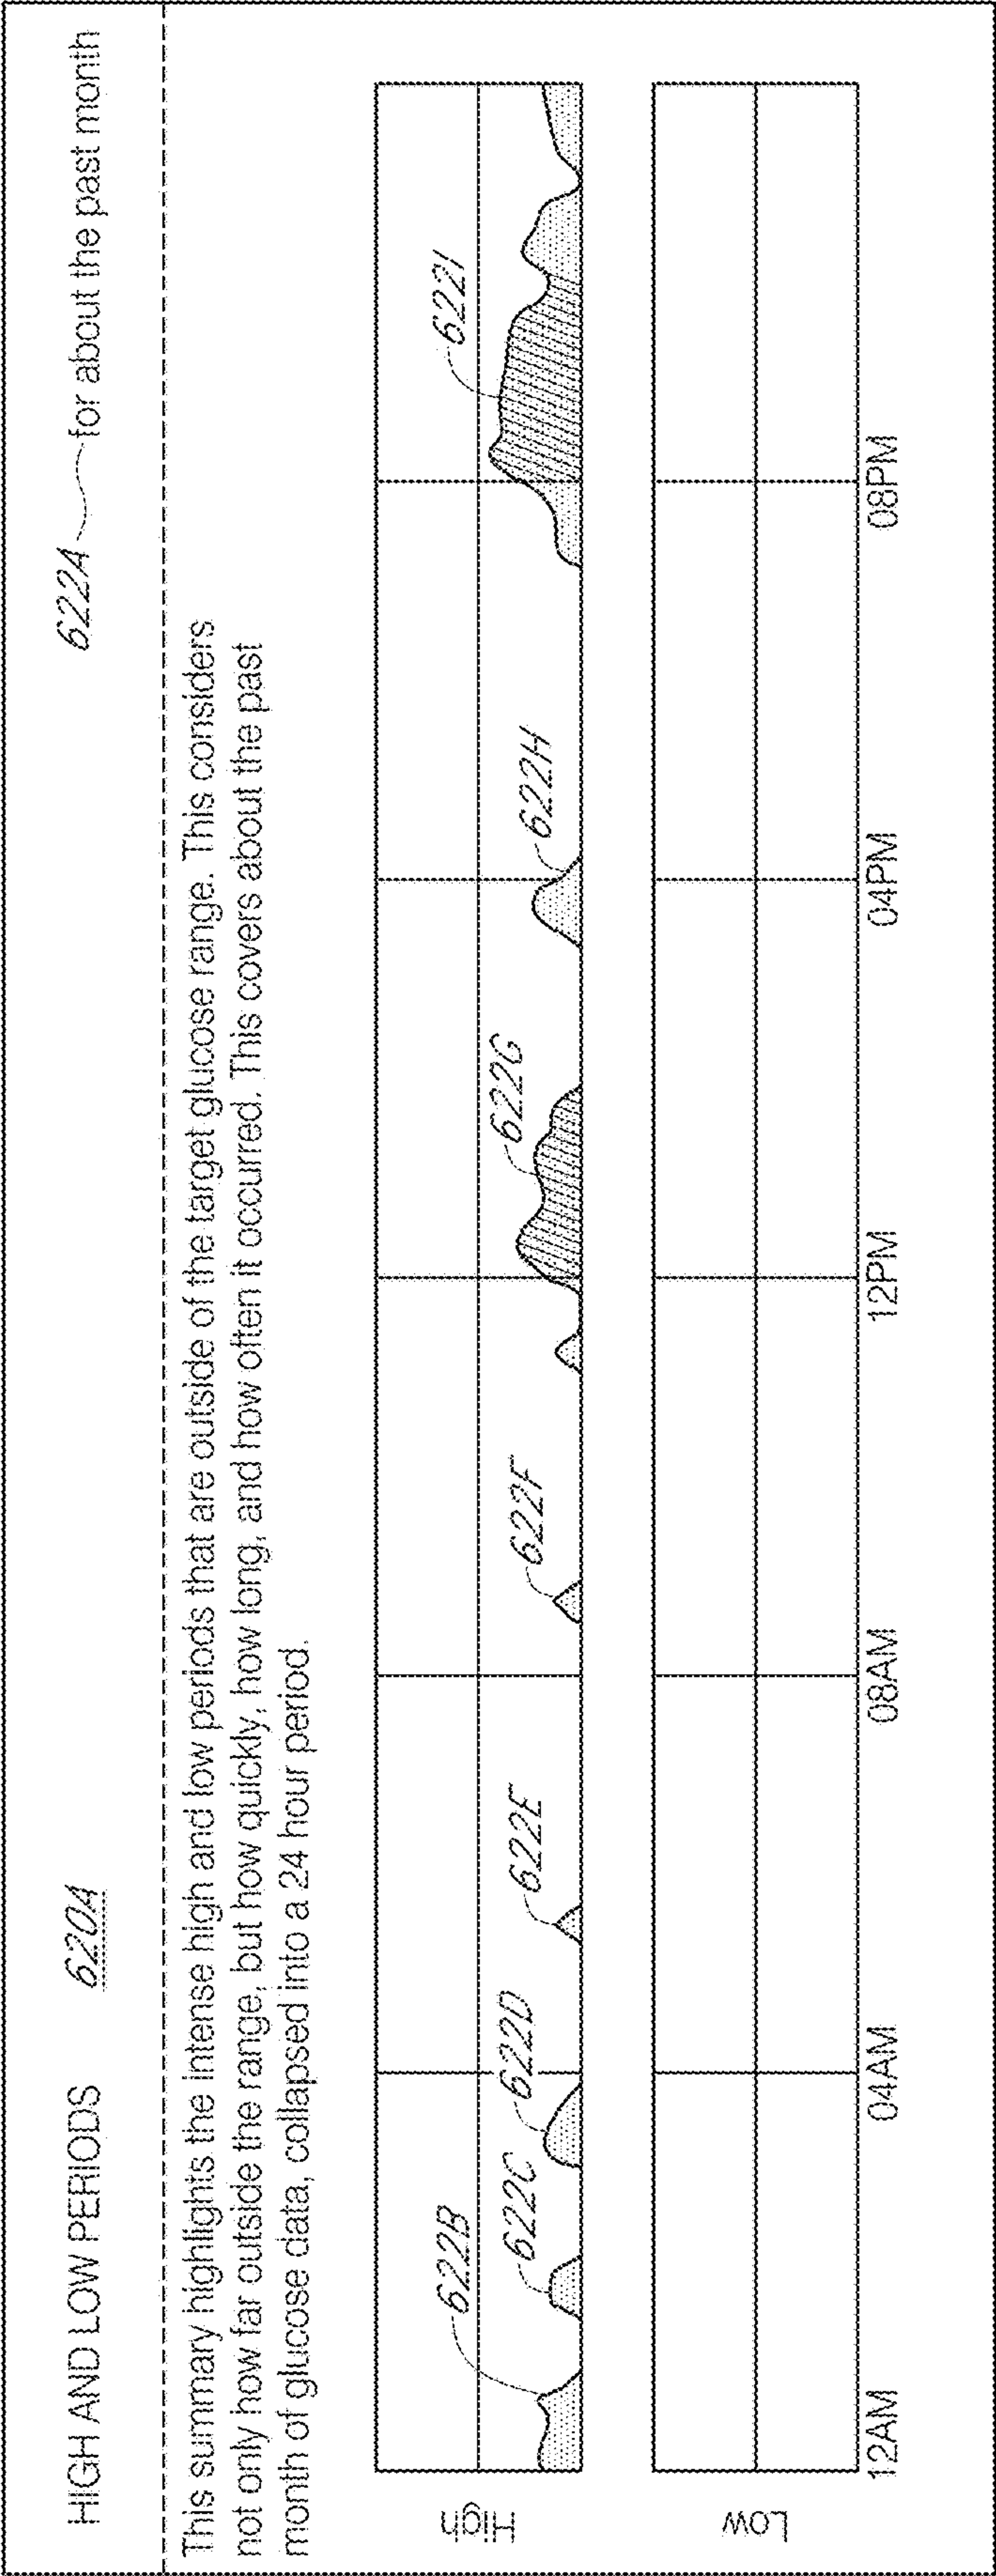 HIGH AND LOW PERIODS 620A 622A for about the past month
This summary highlights the intense high and low periods that are outside of the target glucose range. This considers
not only how far outside the range, but how quickly, how long, and how often it occurred. This covers about the past
month of glucose data, collapsed into a 24 hour period.
High
622B
622C
622D
622E
622F
622G
622H
622I
Low
12AM 04AM 08AM 12PM 04PM 08PM